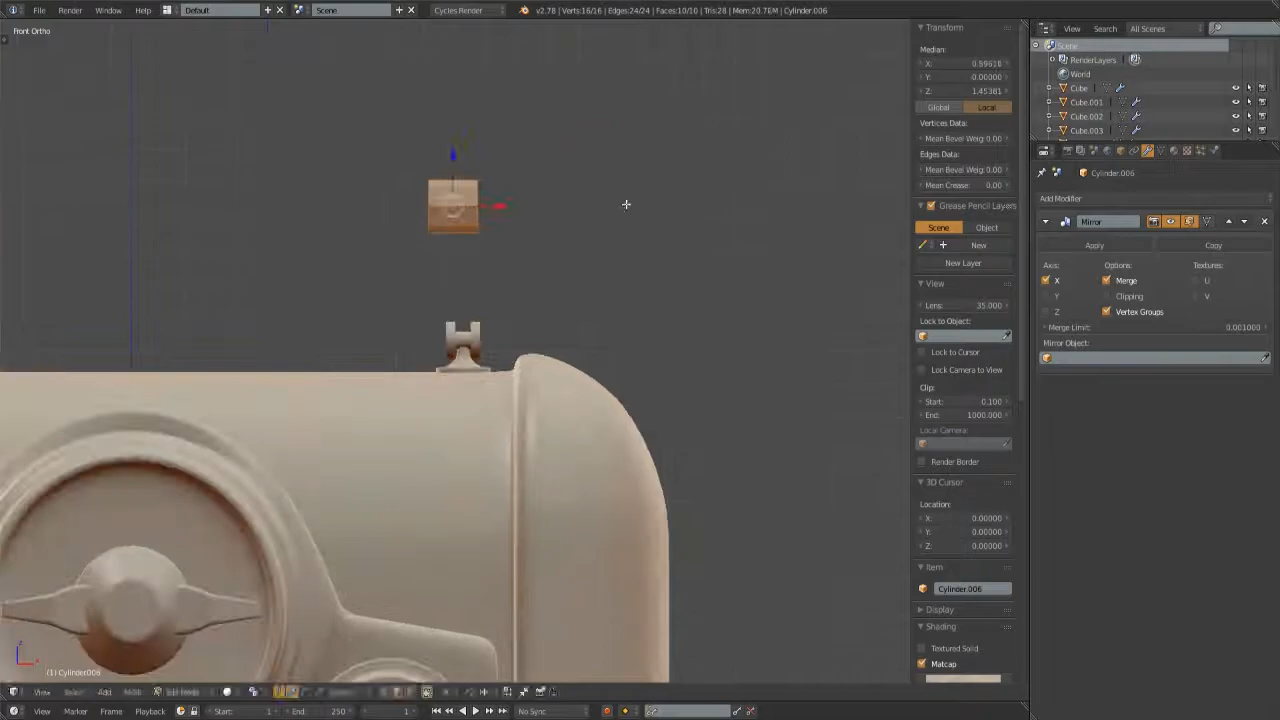 File Render Window Help Default Scene Cycles Render v2.78 | Verts:16/16 | Edges:24/24 | Faces:10/10 | Tris:28 | Mem:20.76M | Cylinder.006
View Search All Scenes
Front Ortho
Transform
Scene
Median:
RenderLayers
X: 0.89618
World
Y: -0.00000
Z: 1.45381
Cube
Global Local
Cube.001
Cube.002
Vertices Data:
Cube.003
Mean Bevel Weig: 0.00
Edges Data:
Mean Bevel Weig: 0.00
Cylinder.006
Mean Crease: 0.00
Add Modifier
Grease Pencil Layers
Mirror
Scene Object
New
Apply Copy
New Layer
Axis: Options: Textures:
View
X Merge U
Y Clipping V
Lens: 35.000
Z Vertex Groups
Lock to Object:
Merge Limit: 0.001000
Mirror Object:
Lock to Cursor
Lock Camera to View
Clip:
Start: 0.100
End: 1000.000
Local Camera:
Render Border
3D Cursor
Location:
X: 0.00000
Y: 0.00000
Z: 0.00000
Item
Cylinder.006
Display
Shading
Textured Solid
Matcap
(1) Cylinder.006
View Select Add Mesh Edit Mode
View Marker Frame Playback Start: 1 End: 250 1 No Sync